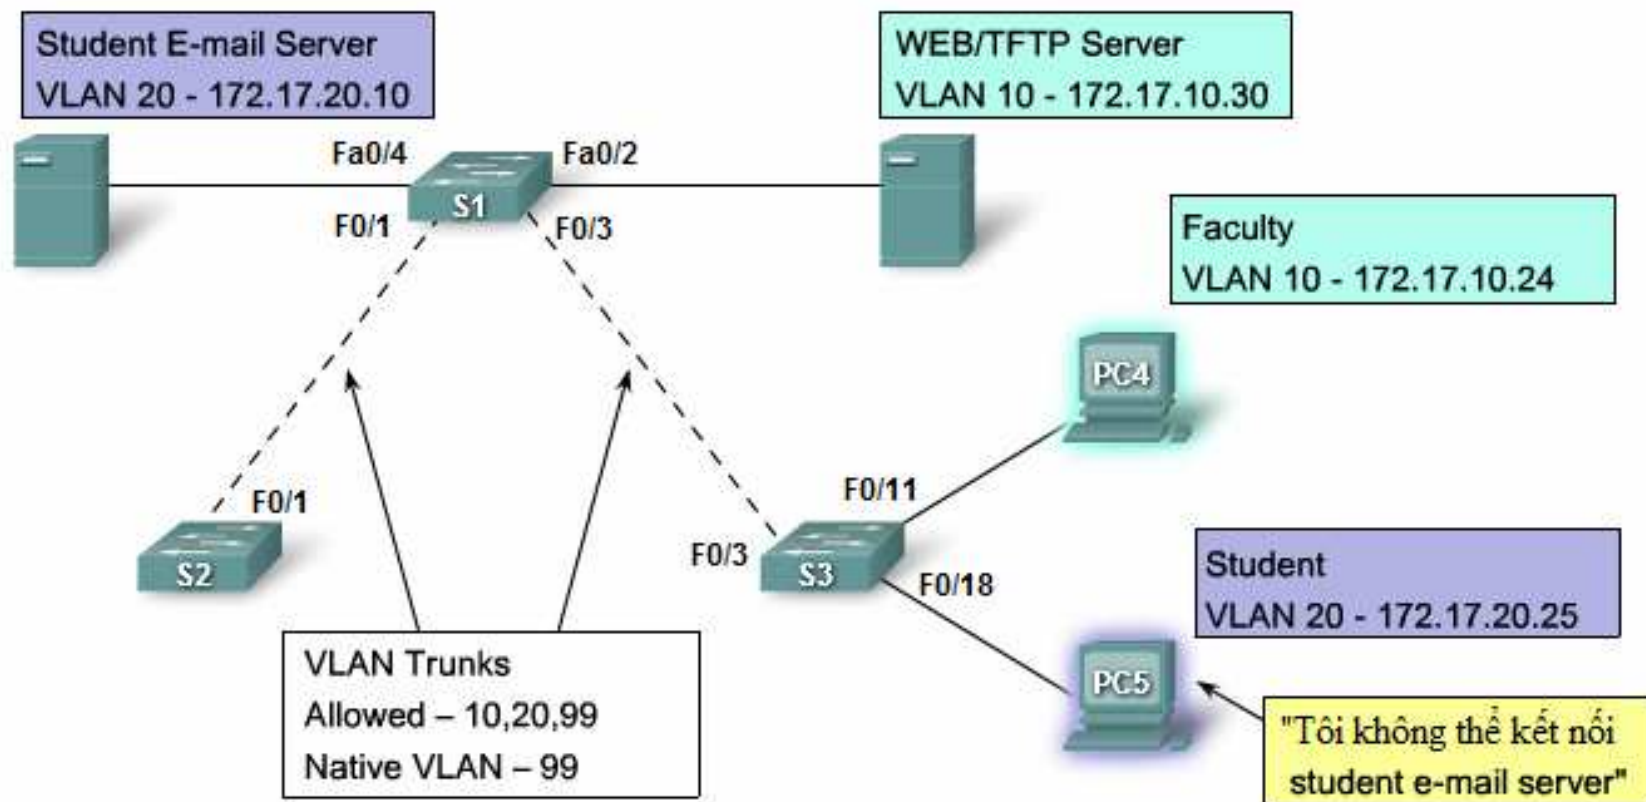 Student E-mail Server
VLAN 20 - 172.17.20.10
WEB/TFTP Server
VLAN 10 - 172.17.10.30
Fa0/4
Fa0/2
S1
F0/1
F0/3
Faculty
VLAN 10 - 172.17.10.24
PC4
F0/11
F0/1
S2
F0/3
S3
F0/18
Student
VLAN 20 - 172.17.20.25
PC5
VLAN Trunks
Allowed – 10,20,99
Native VLAN – 99
"Tôi không thể kết nối
student e-mail server"